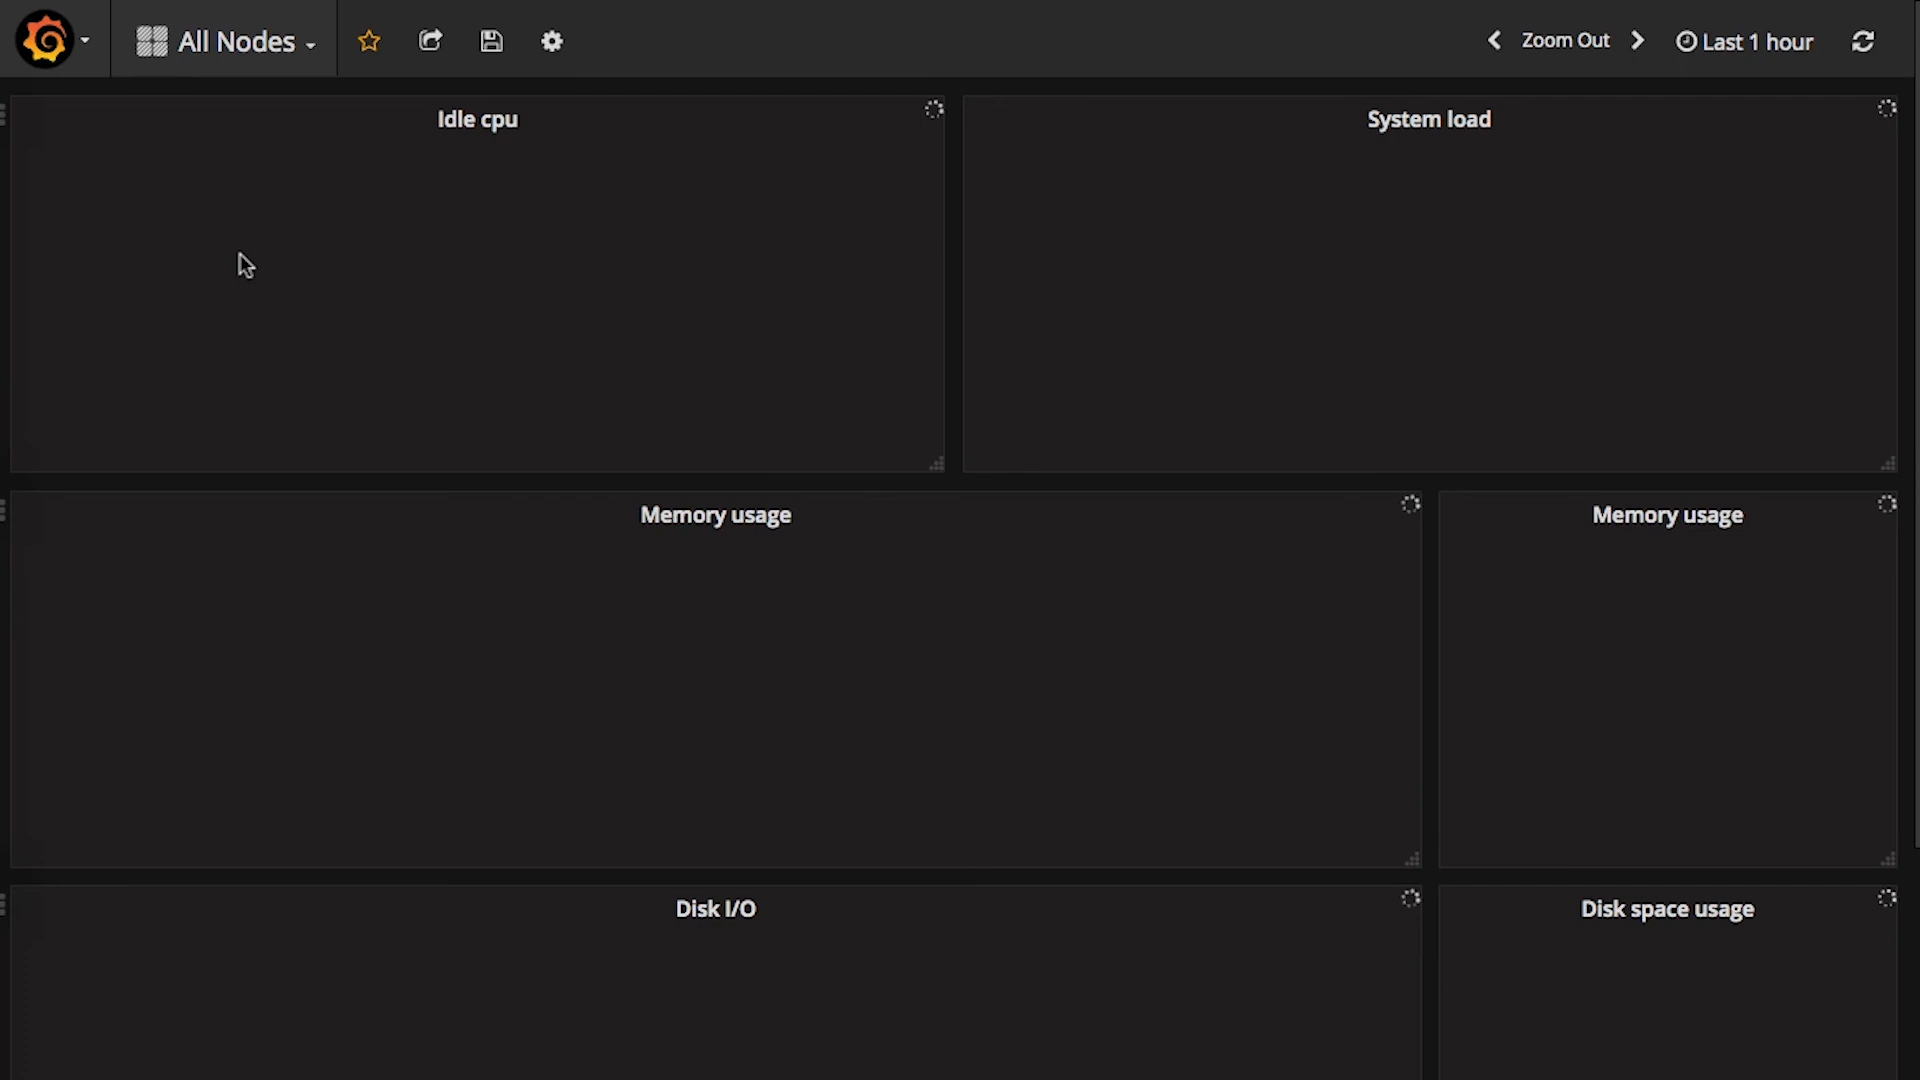 All Nodes
Zoom Out
Last 1 hour
Idle cpu
System load
Memory usage
Memory usage
Disk I/O
Disk space usage